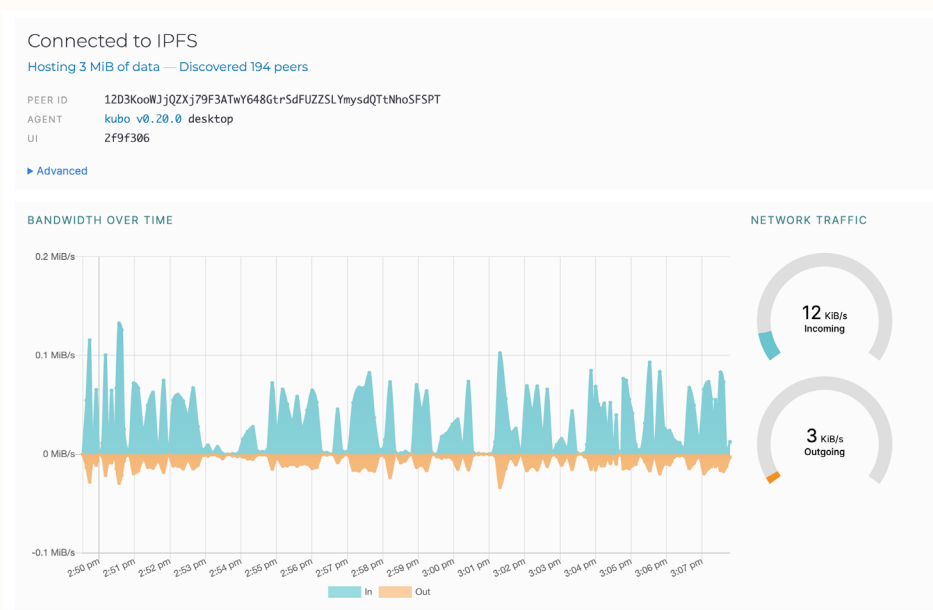 Connected to IPFS
Hosting 3 MiB of data — Discovered 194 peers
PEER ID 12D3KooWJjQZXj79F3ATwY648GtrSdFUZZSLYmysdQTtNhoSFSPT
AGENT kubo v0.20.0 desktop
UI 2f9f306
Advanced
BANDWIDTH OVER TIME
0.2 MiB/s
0.1 MiB/s
0 MiB/s
-0.1 MiB/s
2:50 pm 2:51 pm 2:52 pm 2:53 pm 2:54 pm 2:55 pm 2:56 pm 2:57 pm 2:58 pm 2:59 pm 3:00 pm 3:01 pm 3:02 pm 3:03 pm 3:04 pm 3:05 pm 3:06 pm 3:07 pm
In Out
NETWORK TRAFFIC
12 KiB/s
Incoming
3 KiB/s
Outgoing